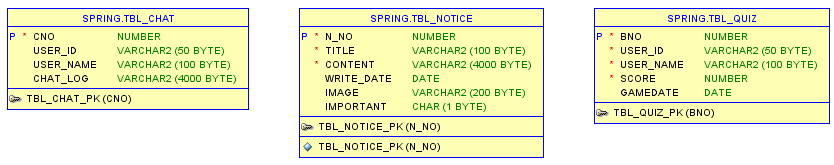 SPRING.TBL_CHAT
P * CNO NUMBER
USER_ID VARCHAR2 (50 BYTE)
USER_NAME VARCHAR2 (100 BYTE)
CHAT_LOG VARCHAR2 (4000 BYTE)
TBL_CHAT_PK (CNO)
SPRING.TBL_NOTICE
P * N_NO NUMBER
* TITLE VARCHAR2 (100 BYTE)
* CONTENT VARCHAR2 (4000 BYTE)
WRITE_DATE DATE
IMAGE VARCHAR2 (200 BYTE)
IMPORTANT CHAR (1 BYTE)
TBL_NOTICE_PK (N_NO)
TBL_NOTICE_PK (N_NO)
SPRING.TBL_QUIZ
P * BNO NUMBER
* USER_ID VARCHAR2 (50 BYTE)
* USER_NAME VARCHAR2 (100 BYTE)
* SCORE NUMBER
GAMEDATE DATE
TBL_QUIZ_PK (BNO)